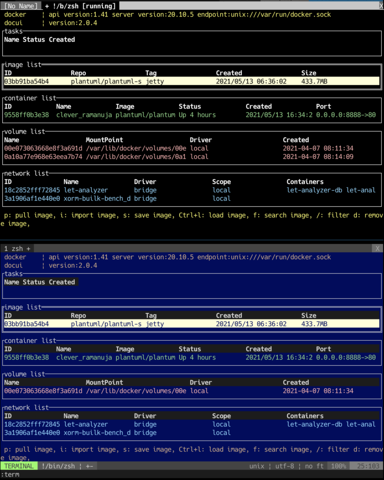 [No Name] + !/b/zsh [running] X
docker : api version:1.41 server version:20.10.5 endpoint:unix:///var/run/docker.sock
docui : version:2.0.4
tasks
Name Status Created
image list
ID Repo Tag Created Size
03bb91ba54b4 plantuml/plantuml-s jetty 2021/05/13 06:36:02 433.7MB
container list
ID Name Image Status Created Port
9558ff0b3e38 clever_ramanuja plantuml/plantum Up 4 hours 2021/05/13 16:34:2 0.0.0.0:8888->80
volume list
Name MountPoint Driver Created
00e073063668e8f3a691d /var/lib/docker/volumes/00e local 2021-04-07 08:11:34
0a10a77e968e63eea7b74 /var/lib/docker/volumes/0a1 local 2021-04-07 08:14:09
network list
ID Name Driver Scope Containers
18c2852fff72845 let-analyzer bridge local let-analyzer-db let-anal
3a1906af1e440e0 xorm-builk-bench_d bridge local
p: pull image, i: import image, s: save image, Ctrl+l: load image, f: search image, /: filter d: remov
e image,
1 zsh + X
docker : api version:1.41 server version:20.10.5 endpoint:unix:///var/run/docker.sock
docui : version:2.0.4
tasks
Name Status Created
image list
ID Repo Tag Created Size
03bb91ba54b4 plantuml/plantuml-s jetty 2021/05/13 06:36:02 433.7MB
container list
ID Name Image Status Created Port
9558ff0b3e38 clever_ramanuja plantuml/plantum Up 4 hours 2021/05/13 16:34:2 0.0.0.0:8888->80
volume list
Name MountPoint Driver Created
00e073063668e8f3a691d /var/lib/docker/volumes/00e local 2021-04-07 08:11:34
network list
ID Name Driver Scope Containers
18c2852fff72845 let-analyzer bridge local let-analyzer-db let-anal
3a1906af1e440e0 xorm-builk-bench_d bridge local
p: pull image, i: import image, s: save image, Ctrl+l: load image, f: search image, /: filter d: remov
e image,
TERMINAL !/bin/zsh : +- unix : utf-8 : no ft 100%
:term